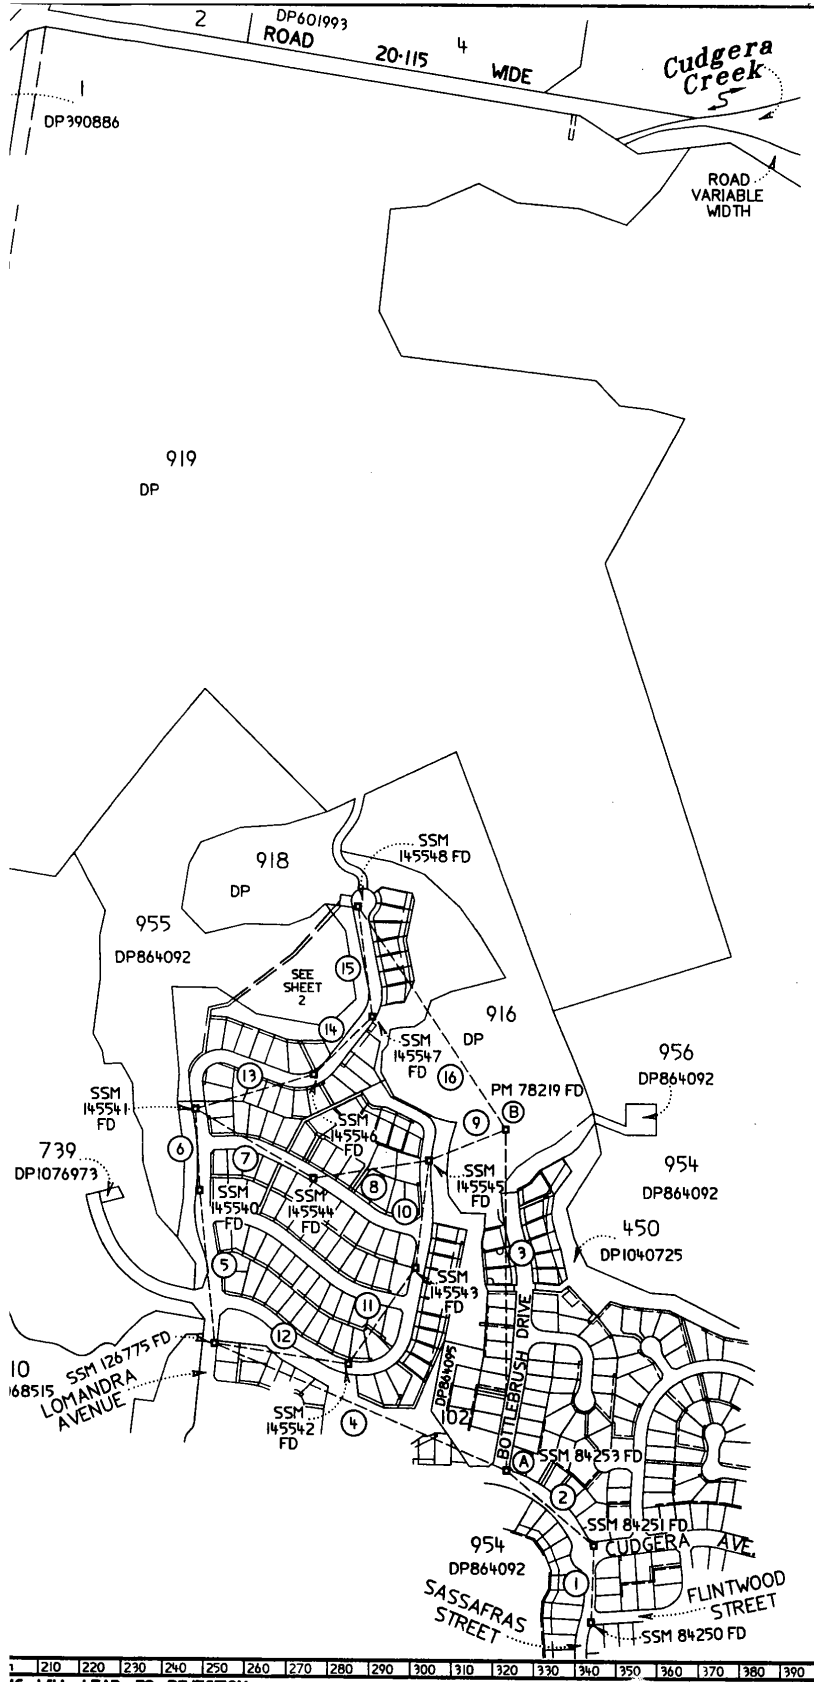 2
DP601993
ROAD
20·115
4
WIDE
Cudgera
Creek
1
DP390886
ROAD
VARIABLE
WIDTH
919
DP
SSM
145548 FD
918
DP
955
DP864092
15
SEE
SHEET
2
14
916
DP
SSM
145547
FD
16
956
DP864092
13
PM 78219 FD
SSM
145541
FD
SSM
145546
FD
9
B
739
DP1076973
6
7
8
954
DP864092
SSM
145540
FD
SSM
145544
FD
10
SSM
145545
FD
450
DP1040725
3
5
SSM
145543
FD
11
12
BOTTLEBRUSH DRIVE
SSM 126775 FD
10
068515
LOMANDRA
AVENUE
DP864095
102
SSM
145542
FD
4
A
SSM 84253 FD
2
SSM 84251 FD
CUDGERA AVE.
954
DP864092
1
SASSAFRAS
STREET
FLINTWOOD
STREET
SSM 84250 FD
210 220 230 240 250 260 270 280 290 300 310 320 330 340 350 360 370 380 390